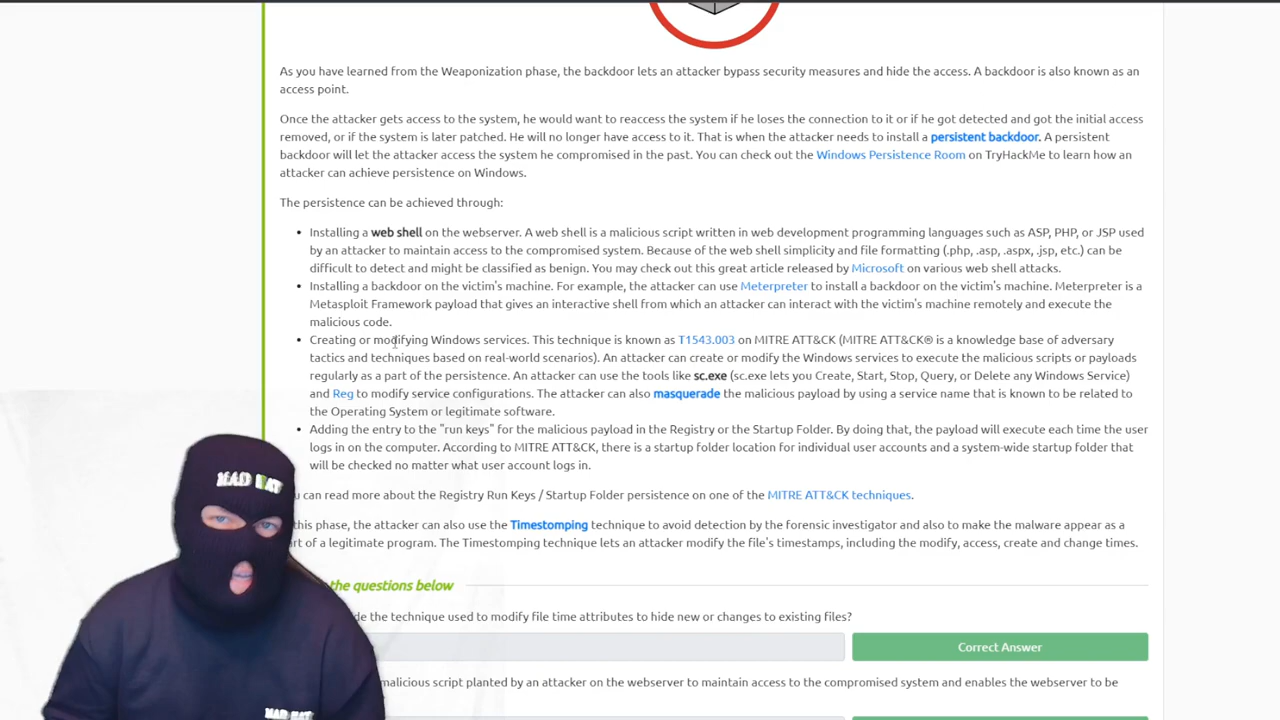 As you have learned from the Weaponization phase, the backdoor lets an attacker bypass security measures and hide the access. A backdoor is also known as an
access point.
Once the attacker gets access to the system, he would want to reaccess the system if he loses the connection to it or if he got detected and got the initial access
removed, or if the system is later patched. He will no longer have access to it. That is when the attacker needs to install a persistent backdoor. A persistent
backdoor will let the attacker access the system he compromised in the past. You can check out the Windows Persistence Room on TryHackMe to learn how an
attacker can achieve persistence on Windows.
The persistence can be achieved through:
• Installing a web shell on the webserver. A web shell is a malicious script written in web development programming languages such as ASP, PHP, or JSP used
by an attacker to maintain access to the compromised system. Because of the web shell simplicity and file formatting (.php, .asp, .aspx, .jsp, etc.) can be
difficult to detect and might be classified as benign. You may check out this great article released by Microsoft on various web shell attacks.
• Installing a backdoor on the victim's machine. For example, the attacker can use Meterpreter to install a backdoor on the victim's machine. Meterpreter is a
Metasploit Framework payload that gives an interactive shell from which an attacker can interact with the victim's machine remotely and execute the
malicious code.
• Creating or modifying Windows services. This technique is known as T1543.003 on MITRE ATT&CK (MITRE ATT&CK® is a knowledge base of adversary
tactics and techniques based on real-world scenarios). An attacker can create or modify the Windows services to execute the malicious scripts or payloads
regularly as a part of the persistence. An attacker can use the tools like sc.exe (sc.exe lets you Create, Start, Stop, Query, or Delete any Windows Service)
and Reg to modify service configurations. The attacker can also masquerade the malicious payload by using a service name that is known to be related to
the Operating System or legitimate software.
• Adding the entry to the "run keys" for the malicious payload in the Registry or the Startup Folder. By doing that, the payload will execute each time the user
logs in on the computer. According to MITRE ATT&CK, there is a startup folder location for individual user accounts and a system-wide startup folder that
will be checked no matter what user account logs in.
can read more about the Registry Run Keys / Startup Folder persistence on one of the MITRE ATT&CK techniques.
this phase, the attacker can also use the Timestomping technique to avoid detection by the forensic investigator and also to make the malware appear as a
of a legitimate program. The Timestomping technique lets an attacker modify the file's timestamps, including the modify, access, create and change times.
the questions below
the technique used to modify file time attributes to hide new or changes to existing files?
Correct Answer
malicious script planted by an attacker on the webserver to maintain access to the compromised system and enables the webserver to be
MAD HAT